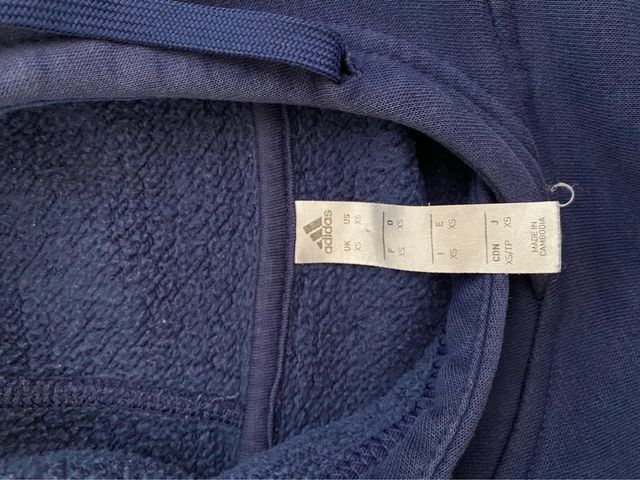 adidas
US XS
UK XS
D XS
F XS
E XS
I XS
J XS
CDN XS/TP
MADE IN
CAMBODIA